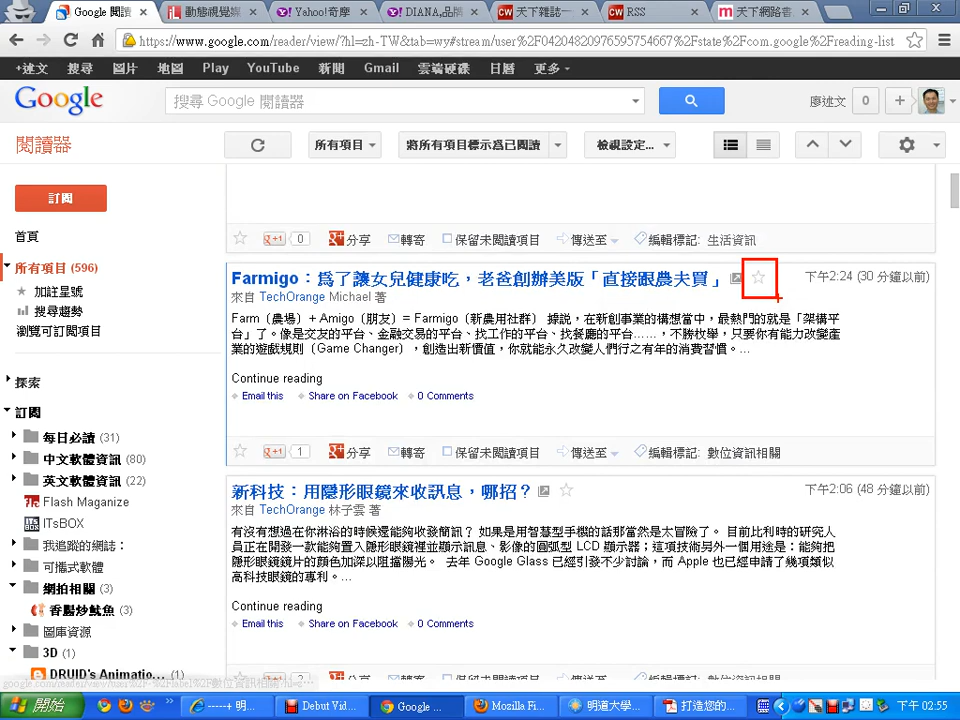 Google 閱讀
動態視覺媒
Yahoo!奇摩
DIANA,品牌
天下雜誌一
RSS
天下網路書
https://www.google.com/reader/view/?hl=zh-TW&tab=wy#stream/user%2F04204820976595754667%2Fstate%2Fcom.google%2Freading-list
+述文 搜尋 圖片 地圖 Play YouTube 新聞 Gmail 雲端硬碟 日曆 更多
Google
搜尋 Google 閱讀器
廖述文 0
閱讀器
所有項目 將所有項目標示為已閱讀 檢視設定...
訂閱
首頁
所有項目 (596)
加註星號
搜尋趨勢
瀏覽可訂閱項目
探索
訂閱
每日必讀 (31)
中文軟體資訊 (80)
英文軟體資訊 (22)
Flash Maganize
ITsBOX
我追蹤的網誌：
可攜式軟體
網拍相關 (3)
香豔炒魷魚 (3)
圖庫資源
3D (1)
DRUID's Animatio... (1)
+1 0 分享 轉寄 保留未閱讀項目 傳送至 編輯標記: 生活資訊
Farmigo：為了讓女兒健康吃，老爸創辦美版「直接跟農夫買」
下午2:24 (30 分鐘以前)
來自 TechOrange Michael 著
Farm（農場）+ Amigo（朋友）= Farmigo（新農用社群） 據說，在新創事業的構想當中，最熱門的就是「架構平
台」了。像是交友的平台、金融交易的平台、找工作的平台、找餐廳的平台……，不勝枚舉，只要你有能力改變產
業的遊戲規則（Game Changer），創造出新價值，你就能永久改變人們行之有年的消費習慣。...
Continue reading
Email this Share on Facebook 0 Comments
+1 1 分享 轉寄 保留未閱讀項目 傳送至 編輯標記: 數位資訊相關
新科技：用隱形眼鏡來收訊息，哪招？
下午2:06 (48 分鐘以前)
來自 TechOrange 林子雲 著
有沒有想過在你淋浴的時候還能夠收發簡訊？ 如果是用智慧型手機的話那當然是太冒險了。 目前比利時的研究人
員正在開發一款能夠置入隱形眼鏡裡並顯示訊息、影像的圓弧型 LCD 顯示器；這項技術另外一個用途是：能夠把
隱形眼鏡鏡片的顏色加深以阻擋陽光。 去年 Google Glass 已經引發不少討論，而 Apple 也已經申請了幾項類似
高科技眼鏡的專利。...
Continue reading
Email this Share on Facebook 0 Comments
開始
-----+ 明...
Debut Vid...
Google ...
Mozilla Fi...
明道大學...
打造您的...
下午 02:55